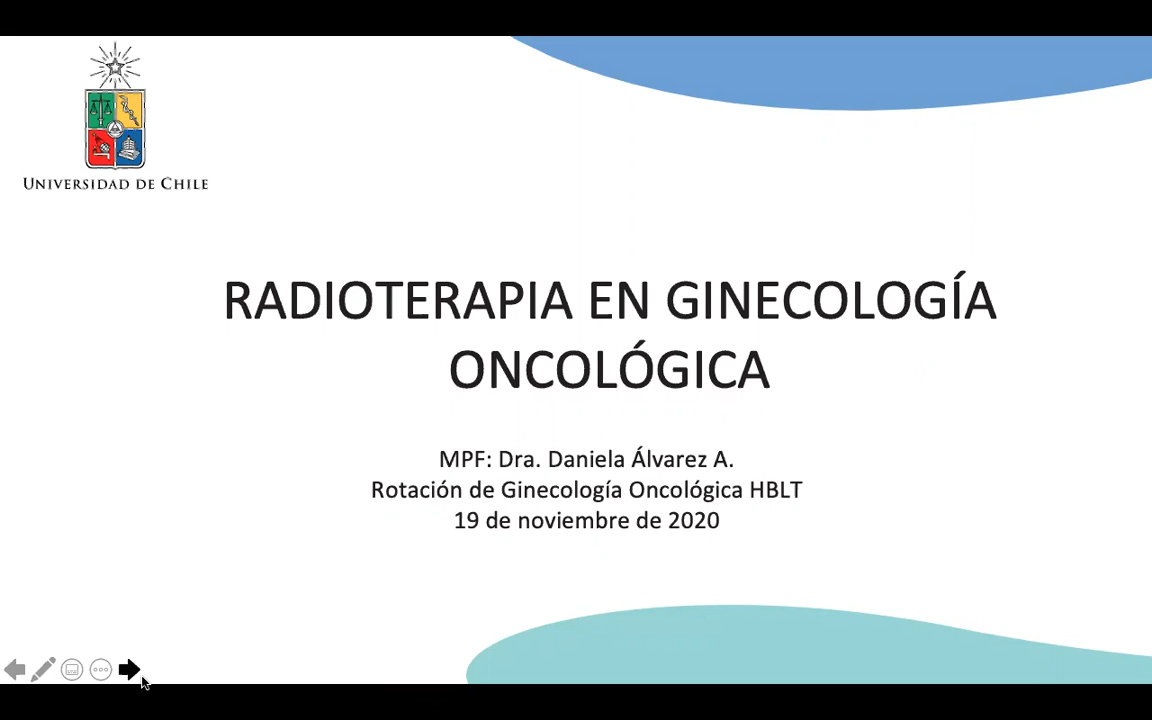 UNIVERSIDAD DE CHILE
RADIOTERAPIA EN GINECOLOGÍA
ONCOLÓGICA
MPF: Dra. Daniela Álvarez A.
Rotación de Ginecología Oncológica HBLT
19 de noviembre de 2020